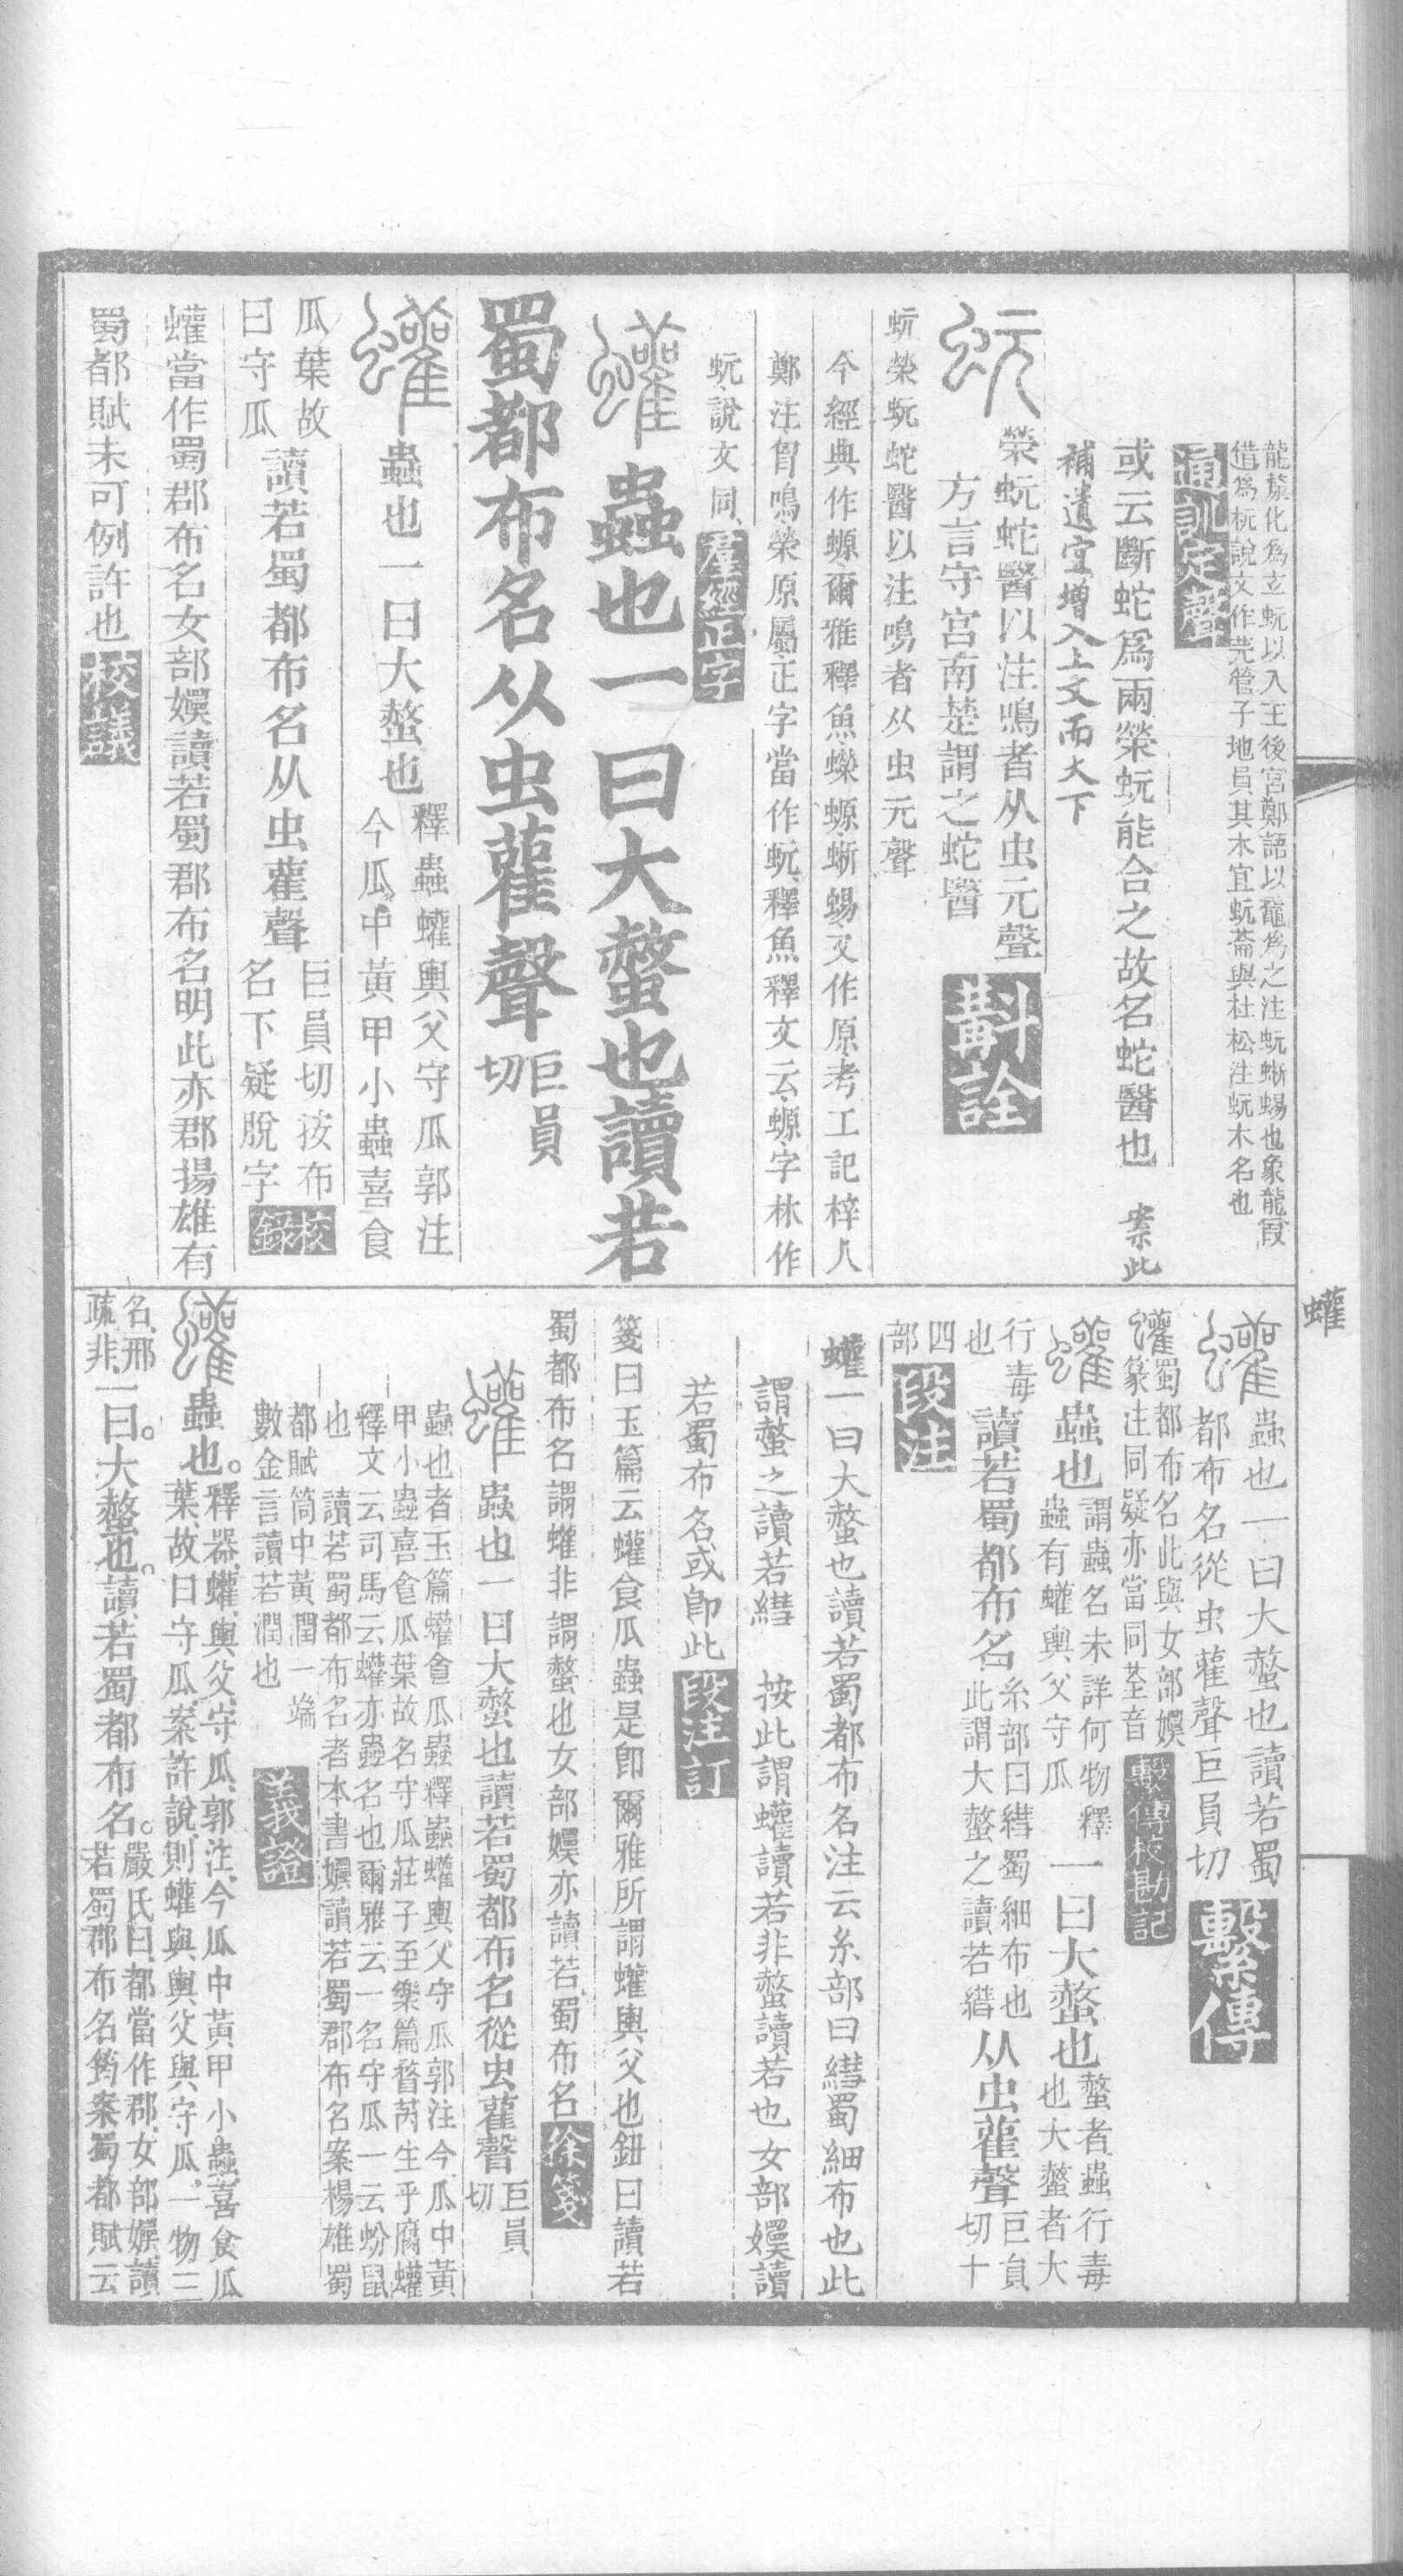 龍漦化爲玄蚖以入王後宮鄭語以龍爲之注蚖蜥蜴也象龍叚
借爲杬說文作芫管子地員其木宜蚖菕與杜松注蚖木名也
通訓定聲
或云斷蛇爲兩榮蚖能合之故名蛇醫也 案此
補遺宜增入上文而大下
榮蚖蛇醫以注鳴者从虫元聲
方言守宮南楚謂之蛇醫
斠詮
蚖榮蚖蛇醫以注鳴者从虫元聲
今經典作螈爾雅釋魚蠑螈蜥蜴又作原考工記梓人
鄭注胷鳴榮原屬正字當作蚖釋魚釋文云螈字林作
蚖說文同 羣經正字
蠸 蟲也一曰大螫也讀若
蜀都布名从虫雚聲 巨員切
蠸 蟲也一曰大螫也 釋蟲蠸輿父守瓜郭注
今瓜中黃甲小蟲喜食
瓜葉故
曰守瓜
讀若蜀都布名从虫雚聲 巨員切按布
名下疑脫字 校錄
蠸當作蜀郡布名女部嬽讀若蜀郡布名明此亦郡揚雄有
蜀都賦未可例許也 校議
蠸
蠸 蟲也一曰大螫也讀若蜀
都布名從虫雚聲巨員切 繫傳
蠸蜀都布名此與女部嬽
篆注同疑亦當同茎音 繫傳校勘記
蠸 蟲也 謂蟲名未詳何物釋
蟲有蠸輿父守瓜
一曰大螫也 螫者蟲行毒
也大螫者大
行毒
也
讀若蜀都布名 糸部曰䌖蜀細布也
此謂大螫之讀若䌖
从虫雚聲 巨員
切十
四
部
段注
蠸一曰大螫也讀若蜀都布名注云糸部曰䌖蜀細布也此
謂螫之讀若䌖 按此謂蠸讀若非螫讀若也女部嬽讀
若蜀布名或卽此 段注訂
箋曰玉篇云蠸食瓜蟲是卽爾雅所謂蠸輿父也鈕曰讀若
蜀都布名謂蠸非謂螫也女部嬽亦讀若蜀布名 徐箋
蠸 蟲也一曰大螫也讀若蜀都布名從虫雚聲 巨員
切
蟲也者玉篇蠸食瓜蟲釋蟲蠸輿父守瓜郭注今瓜中黃
甲小蟲喜食瓜葉故名守瓜莊子至樂篇瞀芮生乎腐蠸
釋文云司馬云蠸亦蟲名也爾雅云一名守瓜一云蚡鼠
也 讀若蜀都布名者本書嬽讀若蜀郡布名案楊雄蜀
都賦筒中黃潤一端
數金言讀若潤也 義證
蠸 蟲也。釋器蠸輿父守瓜郭注今瓜中黃甲小蟲喜食瓜
葉故曰守瓜案許說則蠸與輿父與守瓜一物三
名邢
疏非
一曰。大螫也。讀若蜀都布名。嚴氏曰都當作郡女部嬽讀
若蜀郡布名筠案蜀都賦云